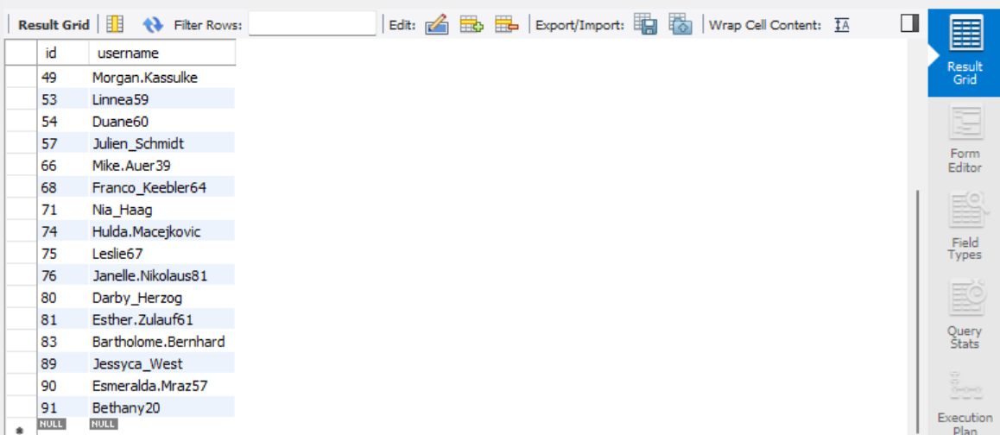 Result Grid Filter Rows: Edit: Export/Import: Wrap Cell Content: IA
id username
49 Morgan.Kassulke
53 Linnea59
54 Duane60
57 Julien_Schmidt
66 Mike.Auer39
68 Franco_Keebler64
71 Nia_Haag
74 Hulda.Macejkovic
75 Leslie67
76 Janelle.Nikolaus81
80 Darby_Herzog
81 Esther.Zulauf61
83 Bartholome.Bernhard
89 Jessyca_West
90 Esmeralda.Mraz57
91 Bethany20
NULL NULL
Result
Grid
Form
Editor
Field
Types
Query
Stats
Execution
Plan